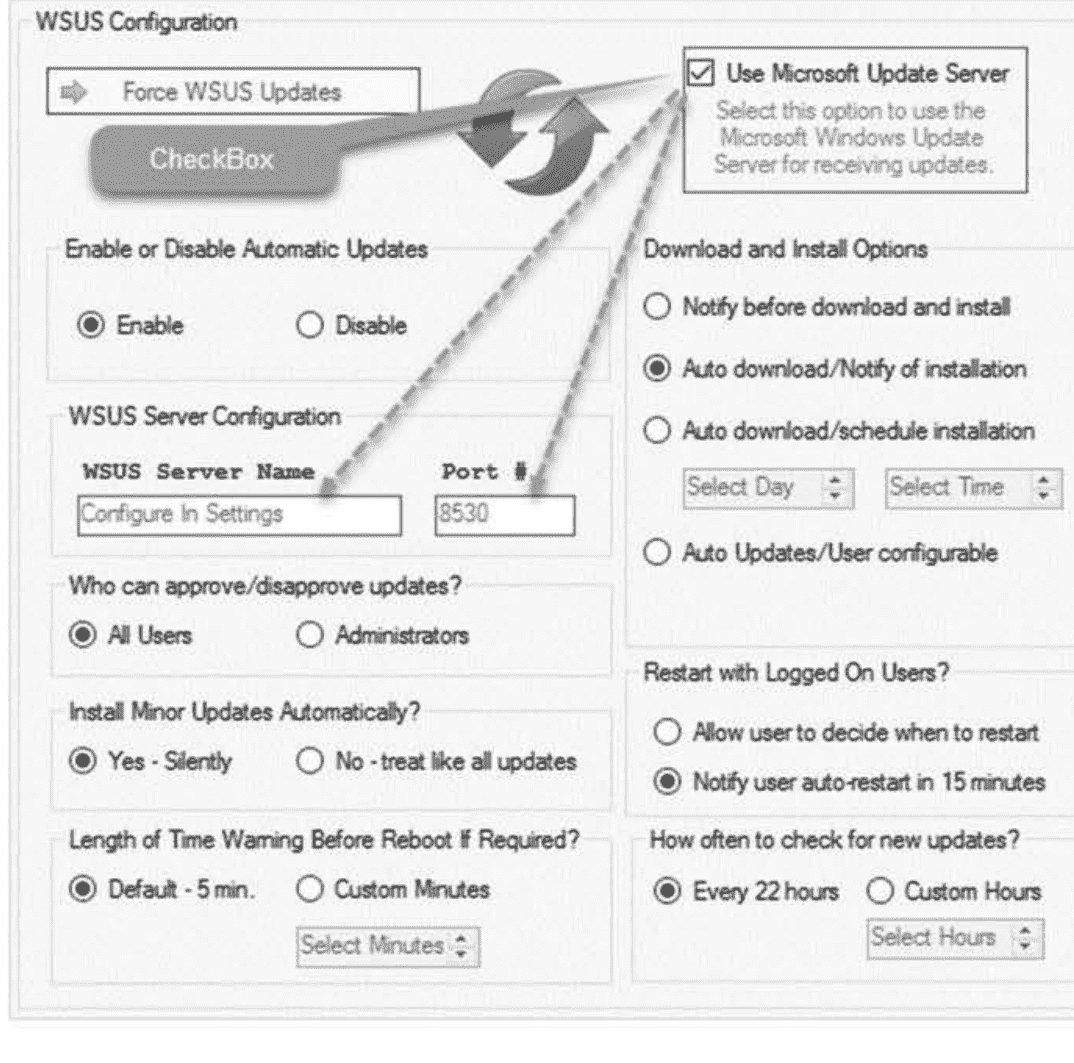 WSUS Configuration
Force WSUS Updates
CheckBox
Use Microsoft Update Server
Select this option to use the
Microsoft Windows Update
Server for receiving updates.
Enable or Disable Automatic Updates
Enable
Disable
WSUS Server Configuration
WSUS Server Name
Port #
Configure In Settings
8530
Who can approve/disapprove updates?
All Users
Administrators
Install Minor Updates Automatically?
Yes - Silently
No - treat like all updates
Length of Time Warning Before Reboot If Required?
Default - 5 min.
Custom Minutes
Select Minutes
Download and Install Options
Notify before download and install
Auto download/Notify of installation
Auto download/schedule installation
Select Day
Select Time
Auto Updates/User configurable
Restart with Logged On Users?
Allow user to decide when to restart
Notify user auto-restart in 15 minutes
How often to check for new updates?
Every 22 hours
Custom Hours
Select Hours